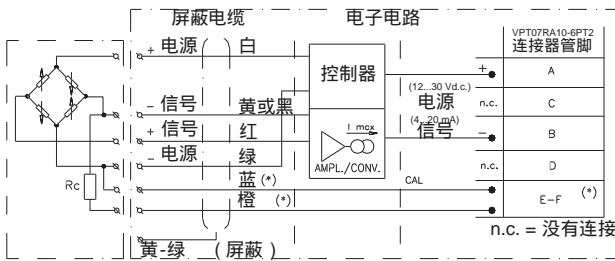 屏蔽电缆
电子电路
VPT07RA10-6PT2
连接器管脚
+ 电源 白
控制器
+ A
(12...30 Vd.c.)
电源
n.c. C
− 信号 黄或黑
(4...20 mA)
信号
+ 信号 红
I max
− B
− 电源 绿
AMPL./CONV.
n.c. D
Rc
蓝 (*)
CAL
E-F (*)
橙 (*)
n.c. = 没有连接
黄-绿 (屏蔽)